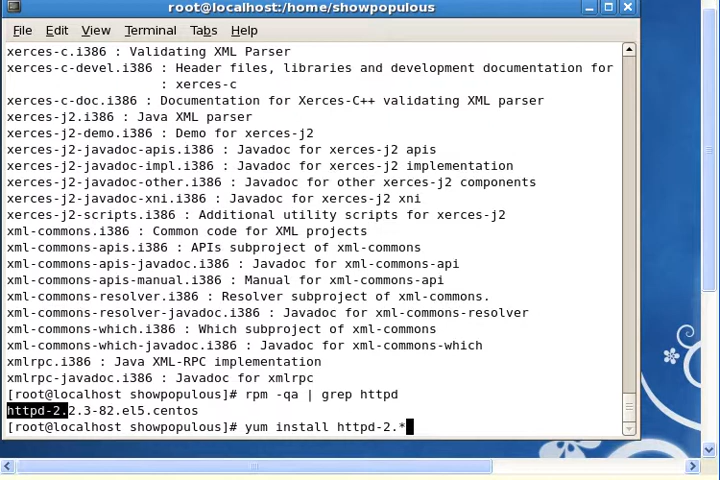 root@localhost:/home/showpopulous
File Edit View Terminal Tabs Help
xerces-c.i386 : Validating XML Parser
xerces-c-devel.i386 : Header files, libraries and development documentation for
: xerces-c
xerces-c-doc.i386 : Documentation for Xerces-C++ validating XML parser
xerces-j2.i386 : Java XML parser
xerces-j2-demo.i386 : Demo for xerces-j2
xerces-j2-javadoc-apis.i386 : Javadoc for xerces-j2 apis
xerces-j2-javadoc-impl.i386 : Javadoc for xerces-j2 implementation
xerces-j2-javadoc-other.i386 : Javadoc for other xerces-j2 components
xerces-j2-javadoc-xni.i386 : Javadoc for xerces-j2 xni
xerces-j2-scripts.i386 : Additional utility scripts for xerces-j2
xml-commons.i386 : Common code for XML projects
xml-commons-apis.i386 : APIs subproject of xml-commons
xml-commons-apis-javadoc.i386 : Javadoc for xml-commons-api
xml-commons-apis-manual.i386 : Manual for xml-commons-api
xml-commons-resolver.i386 : Resolver subproject of xml-commons.
xml-commons-resolver-javadoc.i386 : Javadoc for xml-commons-resolver
xml-commons-which.i386 : Which subproject of xml-commons
xml-commons-which-javadoc.i386 : Javadoc for xml-commons-which
xmlrpc.i386 : Java XML-RPC implementation
xmlrpc-javadoc.i386 : Javadoc for xmlrpc
[root@localhost showpopulous]# rpm -qa | grep httpd
httpd-2.2.3-82.el5.centos
[root@localhost showpopulous]# yum install httpd-2.*